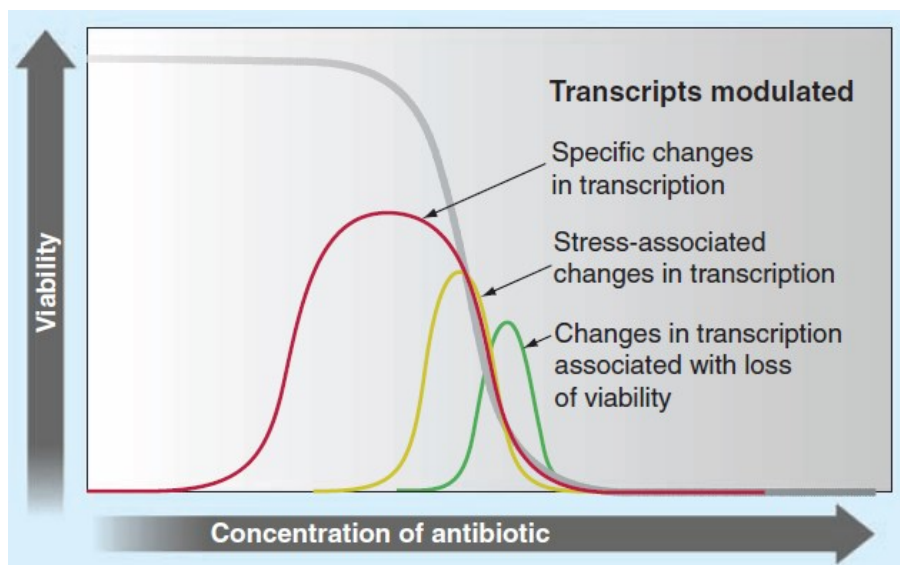 Transcripts modulated
Specific changes
in transcription
Stress-associated
changes in transcription
Changes in transcription
associated with loss
of viability
Viability
Concentration of antibiotic